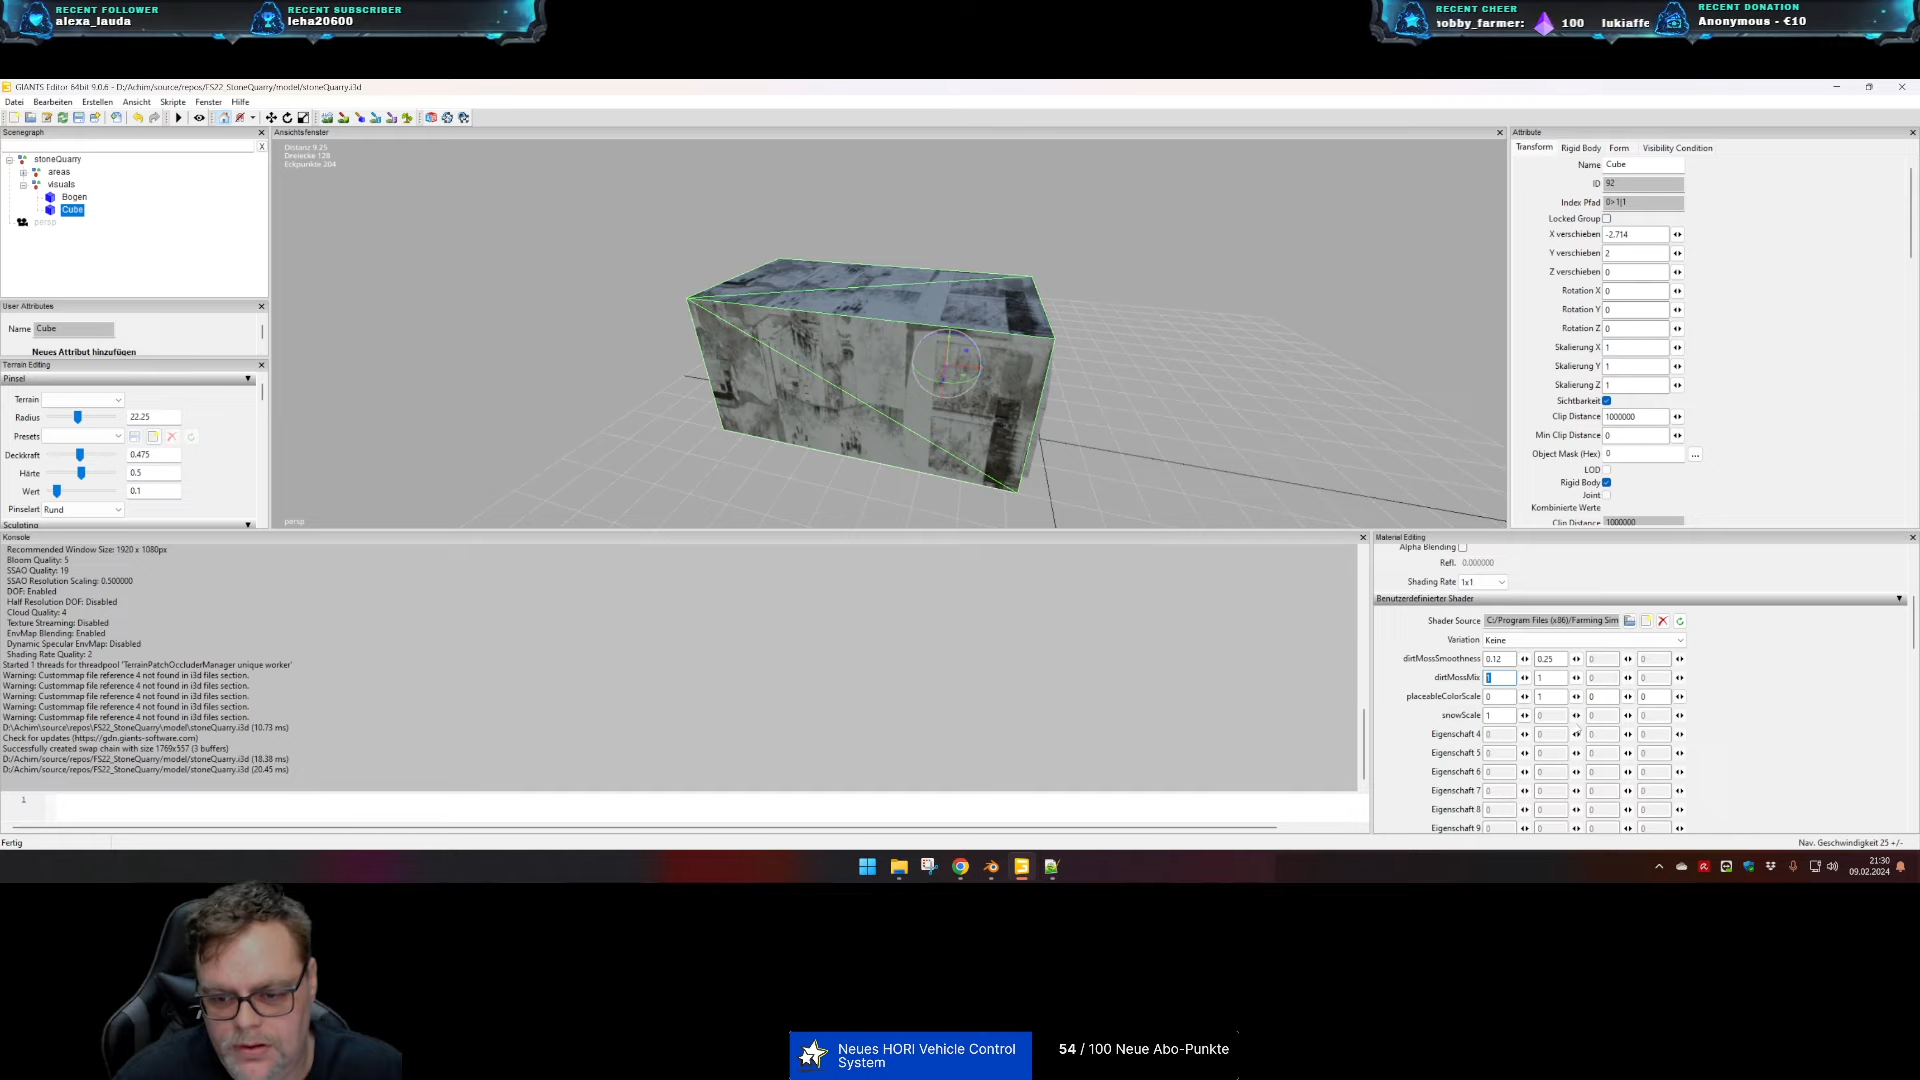 RECENT FOLLOWER
alexa_lauda
RECENT SUBSCRIBER
leha20600
RECENT CHEER
100 lukiaffe
RECENT DONATION
Anonymous - €10
GIANTS Editor 64bit 9.0.6 - D:/Achim/source/repos/FS22_StoneQuarry/model/stoneQuarry.i3d
Datei Bearbeiten Erstellen Ansicht Skripte Fenster Hilfe
Scenegraph
X
stoneQuarry
areas
visuals
Bogen
Cube
persp
User Attributes
Name Cube
Neues Attribut hinzufügen
Terrain Editing
Pinsel
Terrain
Radius 22.25
Presets
Deckkraft 0.475
Härte 0.5
Wert 0.1
Pinselart Rund
Sculpting
Ansichtsfenster
Distanz 9.25
Dreiecke 128
Eckpunkte 204
persp
Attribute
Transform Rigid Body Form Visibility Condition
Name Cube
ID 92
Index Pfad 0>1|1
Locked Group
X verschieben -2.714
Y verschieben 2
Z verschieben 0
Rotation X 0
Rotation Y 0
Rotation Z 0
Skalierung X 1
Skalierung Y 1
Skalierung Z 1
Sichtbarkeit
Clip Distance 1000000
Min Clip Distance 0
Object Mask (Hex) 0 ...
LOD
Rigid Body
Joint
Kombinierte Werte
Clip Distance 1000000
Konsole
Recommended Window Size: 1920 x 1080px
Bloom Quality: 5
SSAO Quality: 19
SSAO Resolution Scaling: 0.500000
DOF: Enabled
Half Resolution DOF: Disabled
Cloud Quality: 4
Texture Streaming: Disabled
EnvMap Blending: Enabled
Dynamic Specular EnvMap: Disabled
Shading Rate Quality: 2
Started 1 threads for threadpool 'TerrainPatchOccluderManager unique worker'
Warning: Custommap file reference 4 not found in i3d files section.
Warning: Custommap file reference 4 not found in i3d files section.
Warning: Custommap file reference 4 not found in i3d files section.
Warning: Custommap file reference 4 not found in i3d files section.
Warning: Custommap file reference 4 not found in i3d files section.
D:\Achim\source\repos\FS22_StoneQuarry\model\stoneQuarry.i3d (10.73 ms)
Check for updates (https://gdn.giants-software.com)
Successfully created swap chain with size 1769x557 (3 buffers)
D:/Achim/source/repos/FS22_StoneQuarry/model/stoneQuarry.i3d (18.38 ms)
D:/Achim/source/repos/FS22_StoneQuarry/model/stoneQuarry.i3d (20.45 ms)
1
Material Editing
Alpha Blending
Refl. 0.000000
Shading Rate 1x1
Benutzerdefinierter Shader
Shader Source C:/Program Files (x86)/Farming Sim
Variation Keine
dirtMossSmoothness 0.12 0.25 0 0
dirtMossMix 1 1 0 0
placeableColorScale 0 1 0 0
snowScale 1 0 0 0
Eigenschaft 4 0 0 0 0
Eigenschaft 5 0 0 0 0
Eigenschaft 6 0 0 0 0
Eigenschaft 7 0 0 0 0
Eigenschaft 8 0 0 0 0
Eigenschaft 9 0 0 0 0
Fertig
Nav. Geschwindigkeit 25 +/-
21:30
09.02.2024
Neues HORI Vehicle Control
System
54 / 100 Neue Abo-Punkte